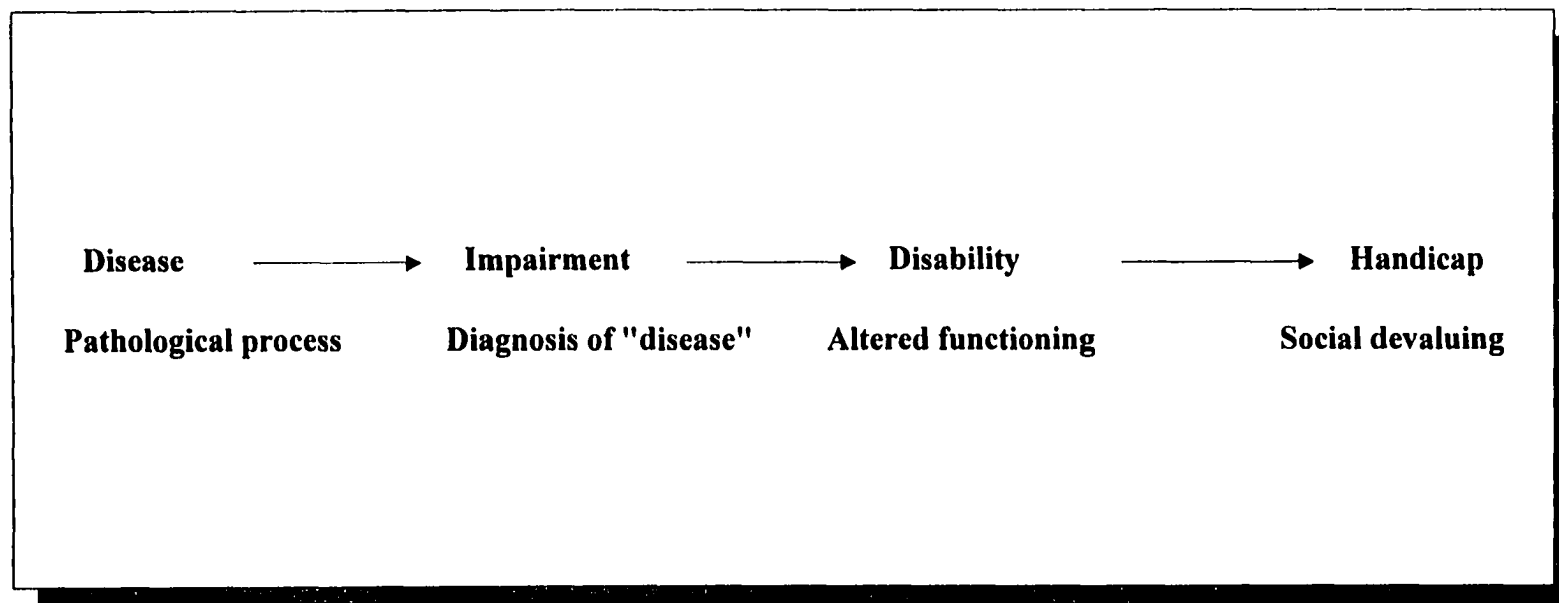 Disease Impairment Disability Handicap
Pathological process Diagnosis of "disease" Altered functioning Social devaluing